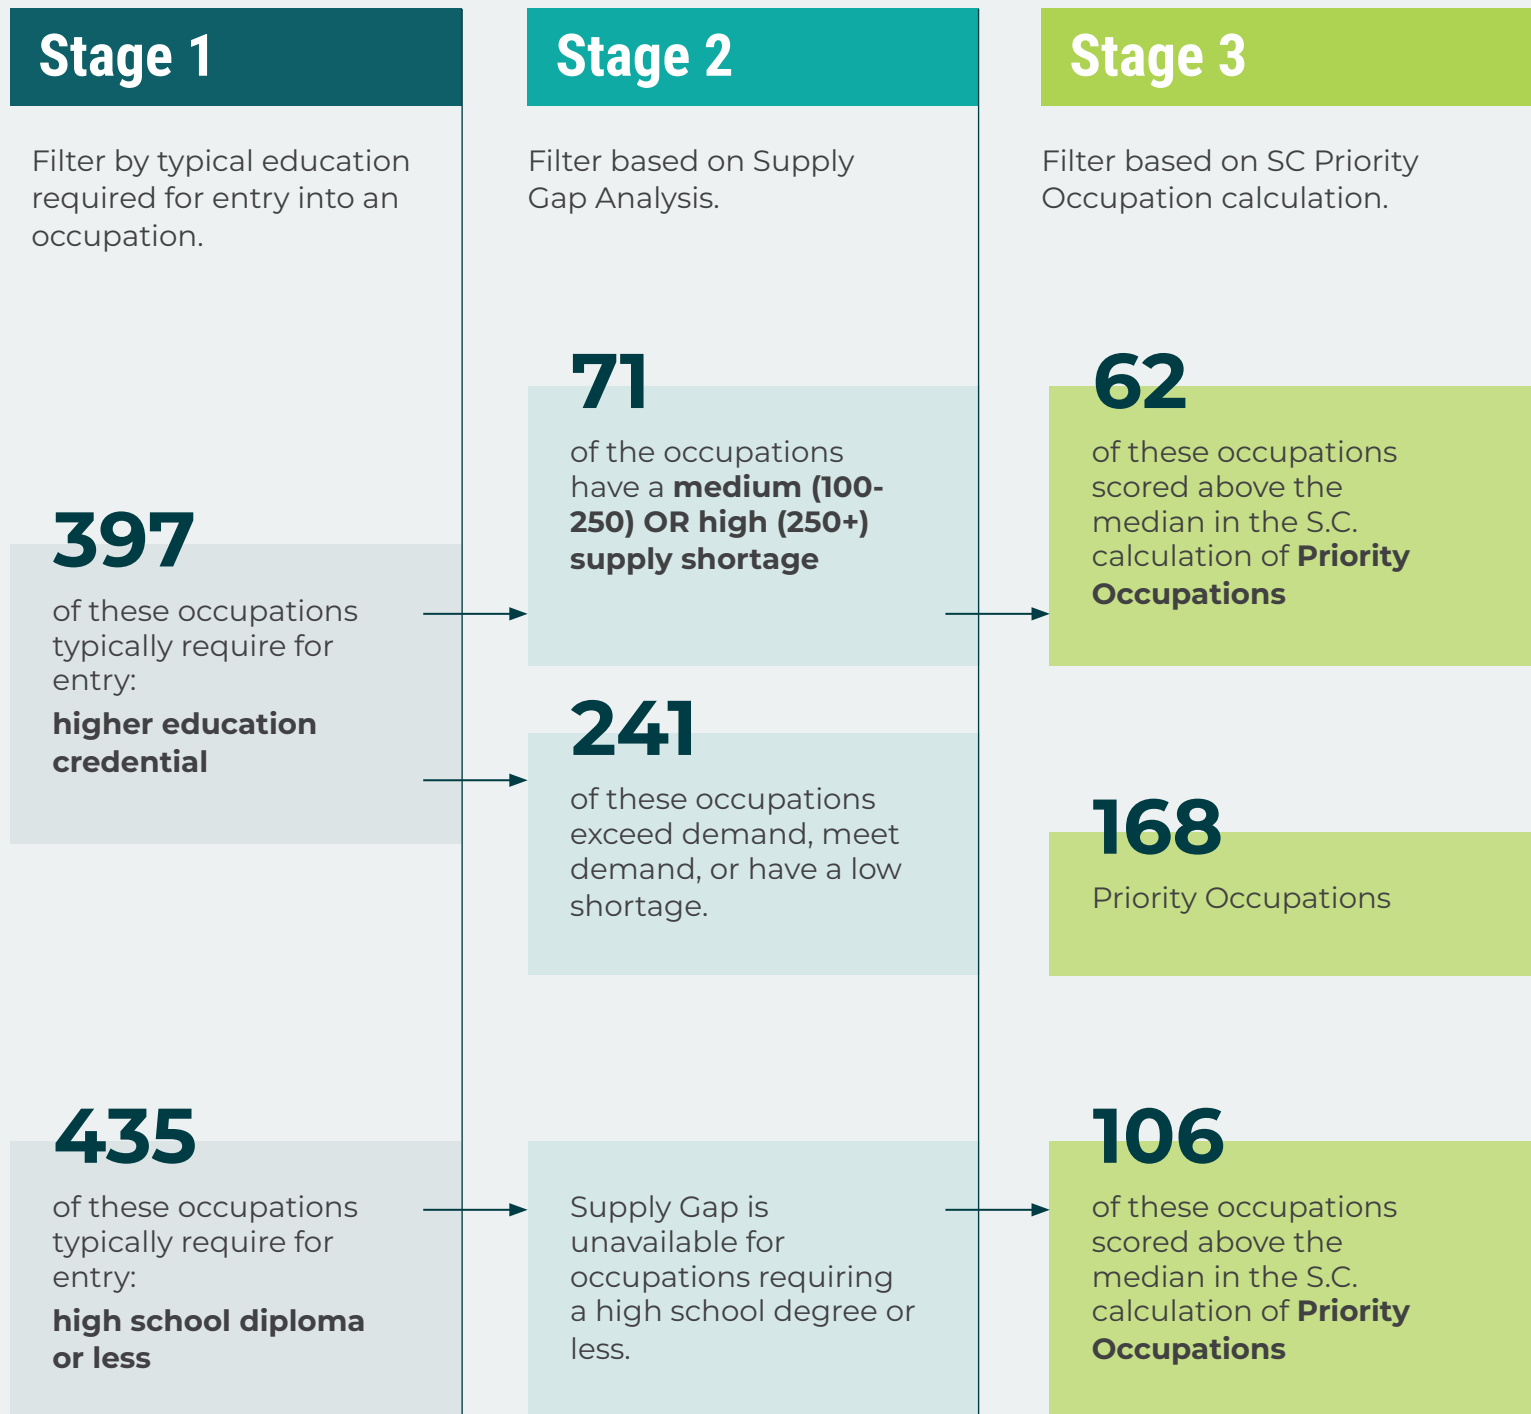 Stage 1
Filter by typical education
required for entry into an
occupation.
397
of these occupations
typically require for
entry:
higher education
credential
435
of these occupations
typically require for
entry:
high school diploma
or less
Stage 2
Filter based on Supply
Gap Analysis.
71
of the occupations
have a medium (100-
250) OR high (250+)
supply shortage
241
of these occupations
exceed demand, meet
demand, or have a low
shortage.
Supply Gap is
unavailable for
occupations requiring
a high school degree or
less.
Stage 3
Filter based on SC Priority
Occupation calculation.
62
of these occupations
scored above the
median in the S.C.
calculation of Priority
Occupations
168
Priority Occupations
106
of these occupations
scored above the
median in the S.C.
calculation of Priority
Occupations